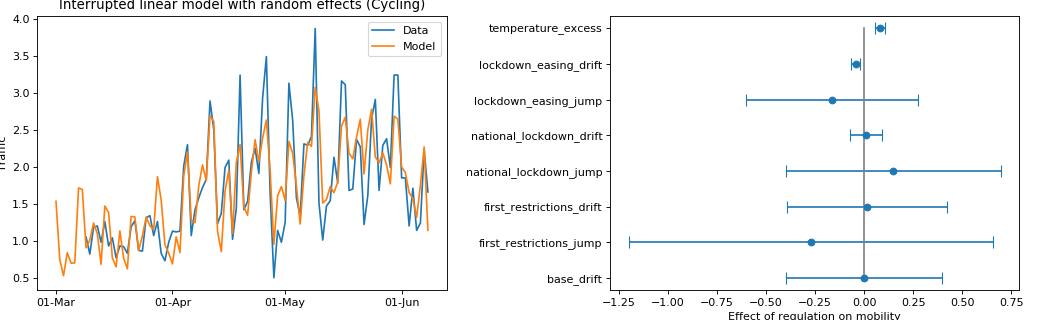 Interrupted linear model with random effects (Cycling)
4.0
3.5
3.0
2.5
2.0
1.5
1.0
0.5
Data
Model
01-Mar
01-Apr
01-May
01-Jun
temperature_excess
lockdown_easing_drift
lockdown_easing_jump
national_lockdown_drift
national_lockdown_jump
first_restrictions_drift
first_restrictions_jump
base_drift
−1.25
−1.00
−0.75
−0.50
−0.25
0.00
0.25
0.50
0.75
Effect of regulation on mobility